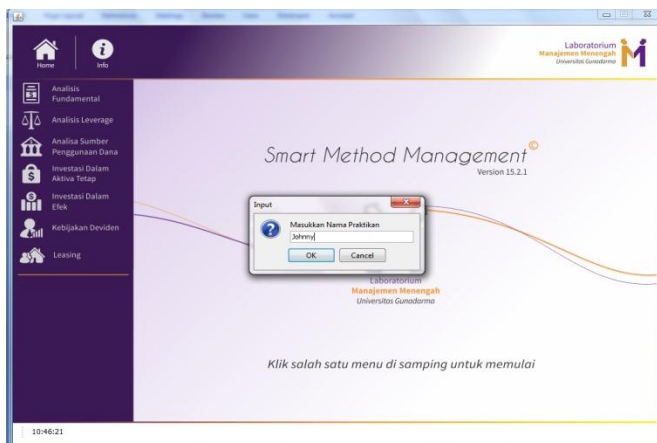 Home
Info
Laboratorium
Manajemen Menengah
Universitas Gunadarma
Analisis
Fundamental
Analisis Leverage
Analisa Sumber
Penggunaan Dana
Investasi Dalam
Aktiva Tetap
Investasi Dalam
Efek
Kebijakan Deviden
Leasing
Smart Method Management©
Version 15.2.1
Input
Masukkan Nama Praktikan
Johnny
OK
Cancel
Laboratorium
Manajemen Menengah
Universitas Gunadarma
Klik salah satu menu di samping untuk memulai
10:46:21